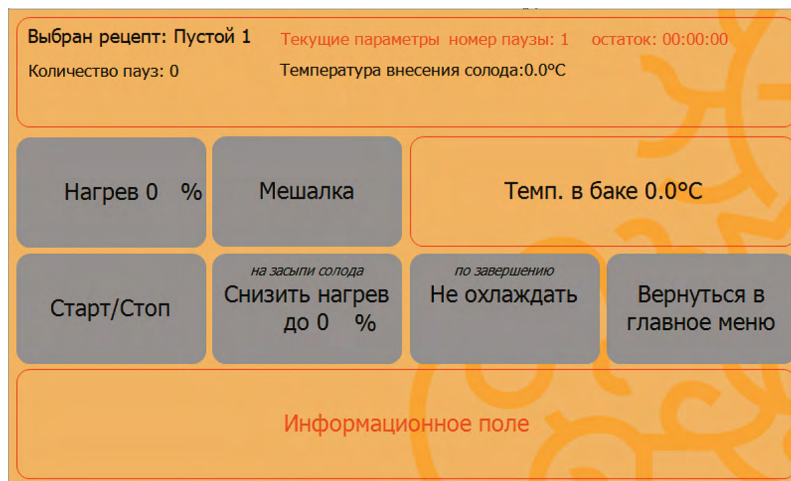 Выбран рецепт: Пустой 1 Текущие параметры номер паузы: 1 остаток: 00:00:00
Количество пауз: 0 Температура внесения солода:0.0°C
Нагрев 0 % Мешалка Темп. в баке 0.0°C
на засыпи солода
Снизить нагрев
до 0 %
по завершению
Не охлаждать
Старт/Стоп
Вернуться в
главное меню
Информационное поле